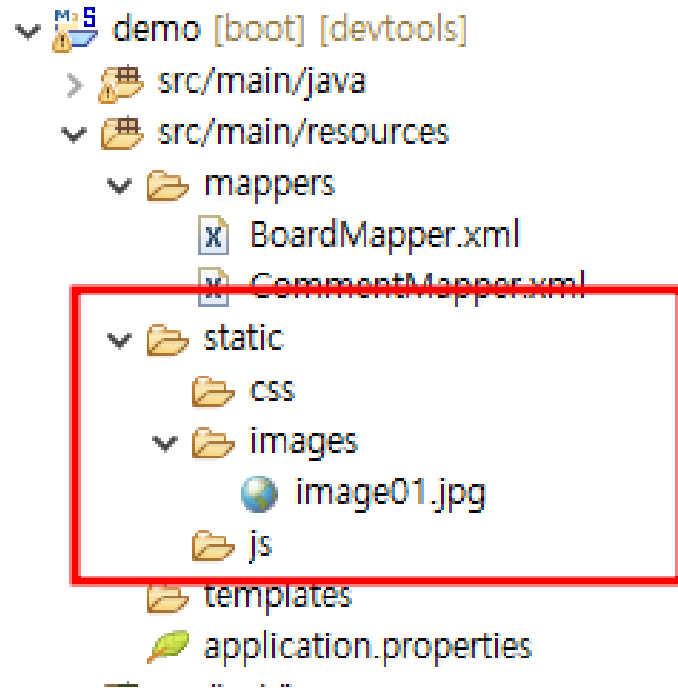 demo [boot] [devtools]
src/main/java
src/main/resources
mappers
BoardMapper.xml
CommentMapper.xml
static
css
images
image01.jpg
js
templates
application.properties